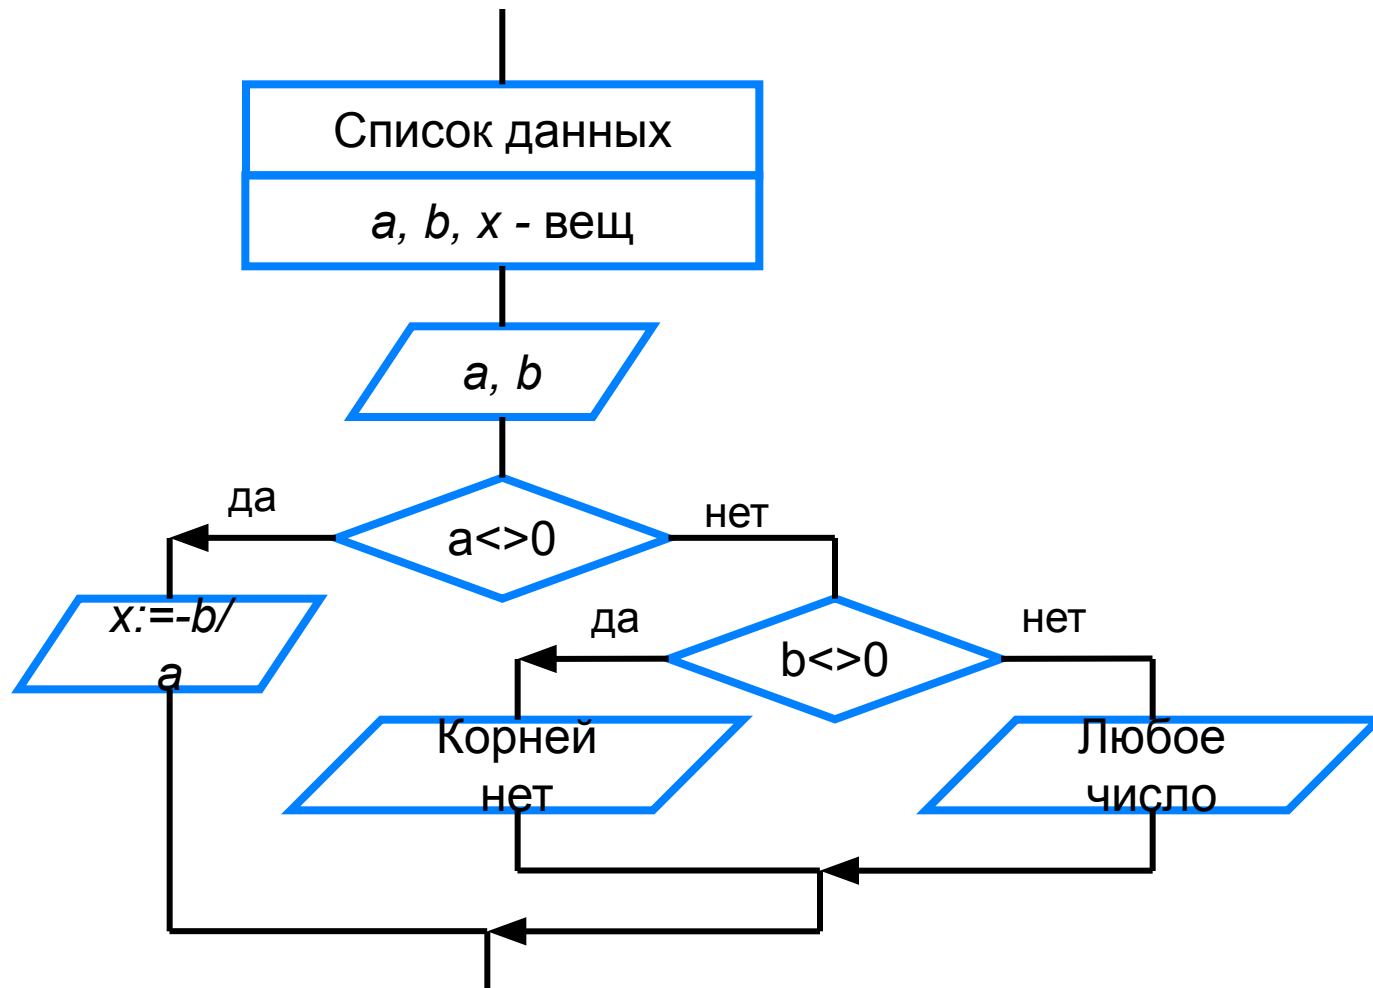 Список данных
a, b, x - вещ
a, b
да
нет
a<>0
x:=-b/
a
да
нет
b<>0
Корней
нет
Любое
число